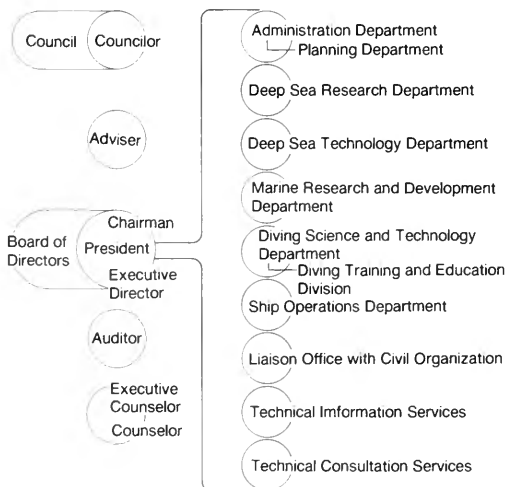 Council
Councilor
Adviser
Board of
Directors
Chairman
President
Executive
Director
Auditor
Executive
Counselor
Counselor
Administration Department
Planning Department
Deep Sea Research Department
Deep Sea Technology Department
Marine Research and Development
Department
Diving Science and Technology
Department
Diving Training and Education
Division
Ship Operations Department
Liaison Office with Civil Organization
Technical Imformation Services
Technical Consultation Services